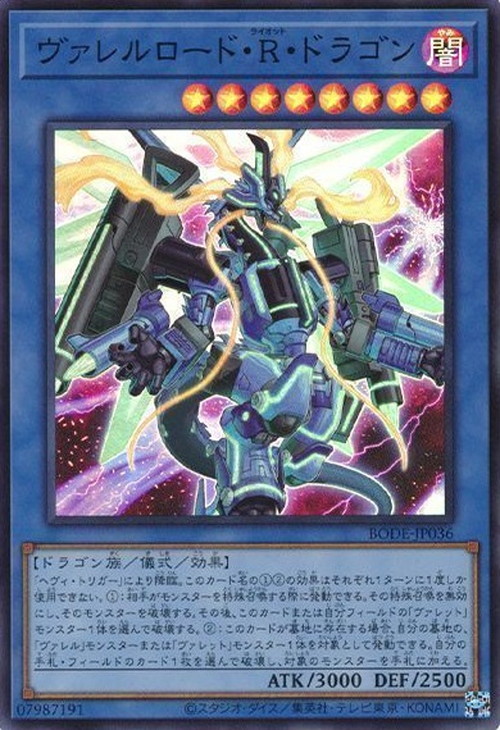 ライオット
ヴァレルロード・R・ドラゴン
やみ
闇
BODE-JP036
【ドラゴン族／儀式／効果】
「ヘヴィ・トリガー」により降臨。このカード名の①②の効果はそれぞれ1ターンに1度しか
使用できない。①：相手がモンスターを特殊召喚する際に発動できる。その特殊召喚を無効
にし、そのモンスターを破壊する。その後、このカードまたは自分フィールドの「ヴァレット」
モンスター1体を選んで破壊する。②：このカードが墓地に存在する場合、自分の墓地の、
「ヴァレル」モンスターまたは「ヴァレット」モンスター1体を対象として発動できる。自分の
手札・フィールドのカード1枚を選んで破壊し、対象のモンスターを手札に加える。
ATK/3000 DEF/2500
07987191
©スタジオ・ダイス／集英社・テレビ東京・KONAMI